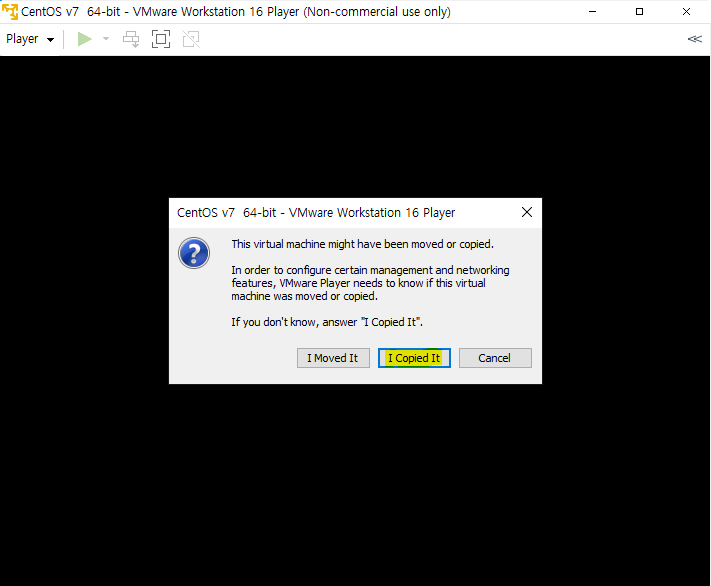 CentOS v7  64-bit - VMware Workstation 16 Player (Non-commercial use only)
Player
CentOS v7  64-bit - VMware Workstation 16 Player
This virtual machine might have been moved or copied.
In order to configure certain management and networking
features, VMware Player needs to know if this virtual
machine was moved or copied.
If you don't know, answer "I Copied It".
I Moved It
I Copied It
Cancel